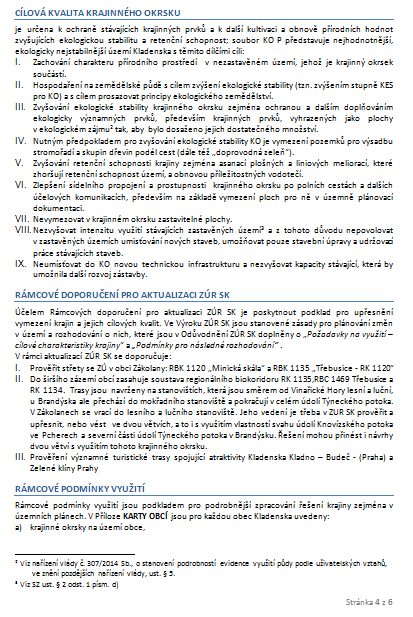 CÍLOVÁ KVALITA KRAJINNÉHO OKRSKU
je určena k ochraně stávajících krajinných prvků a k další kultivaci a obnově přírodních hodnot
zvyšujících ekologickou stabilitu a retenční schopnost; soubor KO P představuje nejhodnotnější,
ekologicky nejstabilnější území Kladenska s těmito dílčími cíli:
I. Zachování charakteru přírodního prostředí v nezastavěném území, jehož je krajinný okrsek
součástí.
II. Hospodaření na zemědělské půdě s cílem zvýšení ekologické stability (tzn. zvýšením stupně KES
pro KO) a s cílem prosazovat principy ekologického zemědělství.
III. Zvyšování ekologické stability krajinného okrsku zejména ochranou a dalším doplňováním
ekologicky významných prvků, především krajinných prvků, vyhrazených jako plochy
v ekologickém zájmu² tak, aby bylo dosaženo jejich dostatečného množství.
IV. Nutným předpokladem pro zvyšování ekologické stability KO je vymezení pozemků pro výsadbu
stromořadí a skupin dřevin podél cest (dále též „doprovodná zeleň").
V. Zvyšování retenční schopnosti krajiny zejména asanací plošných a liniových meliorací, které
zhoršují retenční schopnost území, a obnovou příležitostných vodotečí.
VI. Zlepšení sídelního propojení a prostupnosti krajinného okrsku po polních cestách a dalších
účelových komunikacích, především na základě vymezení ploch pro ně v územně plánovací
dokumentaci.
VII. Nevymezovat v krajinném okrsku zastavitelné plochy.
VIII. Nezvyšovat intenzitu využití stávajících zastavěných území³ a z tohoto důvodu nepovolovat
v zastavěných územích umisťování nových staveb, umožňovat pouze stavební úpravy a udržovací
práce stávajících staveb.
IX. Neumísťovat do KO novou technickou infrastrukturu a nezvyšovat kapacity stávající, která by
umožnila další rozvoj zástavby.
RÁMCOVÉ DOPORUČENÍ PRO AKTUALIZACI ZÚR SK
Účelem Rámcových doporučení pro aktualizaci ZÚR SK je poskytnout podklad pro upřesnění
vymezení krajin a jejich cílových kvalit. Ve Výroku ZÚR SK jsou stanovené zásady pro plánování změn
v území a rozhodování o nich, které jsou v Odůvodnění ZÚR SK doplněny o „Požadavky na využití –
cílové charakteristiky krajiny" a „Podmínky pro následné rozhodování" .
V rámci aktualizací ZÚR SK se doporučuje:
I. Prověřit střety se ZÚ v obci Zákolany: RBK 1120 „Minická skála" a RBK 1135 „Třebusice - RK 1120"
II. Do širšího zázemí obcí zasahuje soustava regionálního biokoridoru RK 1135,RBC 1469 Třebusice a
RK 1134. Trasy jsou navrženy na stanovištích, která jsou směrem od Vinařické Hory lesní a luční,
u Brandýska ale přechází do mokřadního stanoviště a pokračují v celém údolí Týneckého potoka.
V Zákolanech se vrací do lesního a lučního stanoviště. Jeho vedení je třeba v ZUR SK prověřit a
upřesnit, nebo vést ve dvou větvích, a to i s využitím vlastností svahu údolí Knovízského potoka
ve Pcherech a severní části údolí Týneckého potoka v Brandýsku. Řešení mohou přinést i návrhy
dvou větví s využitím tohoto krajinného okrsku.
III. Prověření významné turistické trasy spojující atraktivity Kladenska Kladno – Budeč - (Praha) a
Zelené kliny Prahy
RÁMCOVÉ PODMÍNKY VYUŽITÍ
Rámcové podmínky využití jsou podkladem pro podrobnější zpracování řešení krajiny zejména v
územních plánech. V Příloze KARTY OBCÍ jsou pro každou obec Kladenska uvedeny:
a) krajinné okrsky na území obce,
² Viz nařízení vlády č. 307/2014 Sb., o stanovení podrobností evidence využití půdy podle uživatelských vztahů,
ve znění pozdějších nařízení vlády, ust. § 5.
³ Viz SZ ust. § 2 odst. 1 písm. d)
Stránka 4 z 6